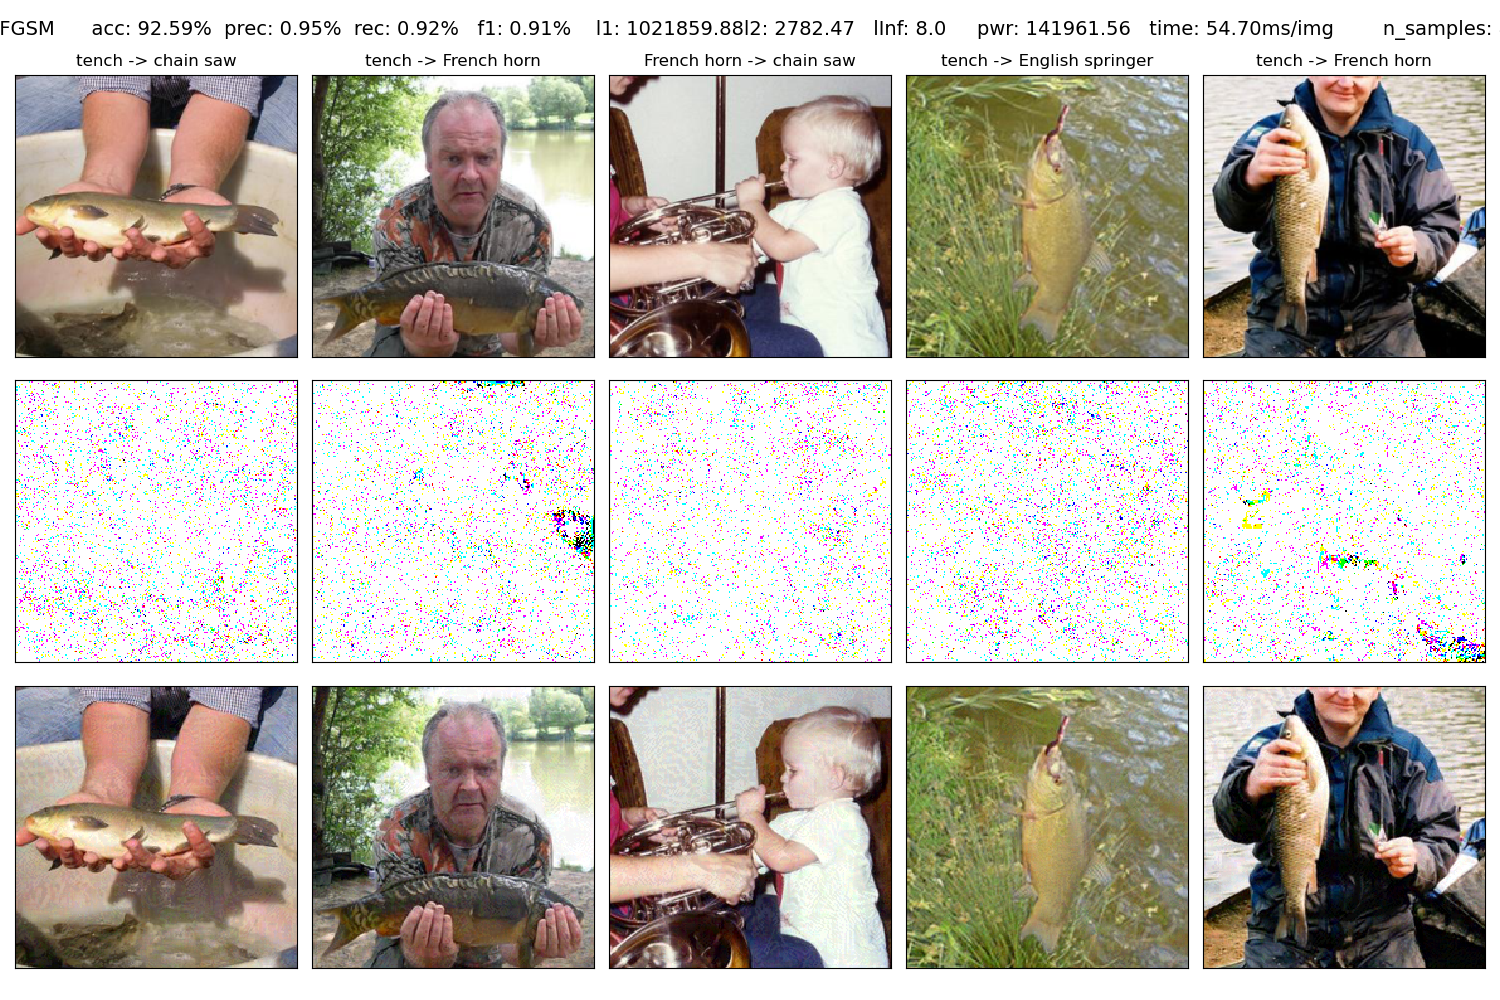 FGSM acc: 92.59% prec: 0.95% rec: 0.92% f1: 0.91% l1: 1021859.88l2: 2782.47 lInf: 8.0 pwr: 141961.56 time: 54.70ms/img n_samples:
tench -> chain saw
tench -> French horn
French horn -> chain saw
tench -> English springer
tench -> French horn